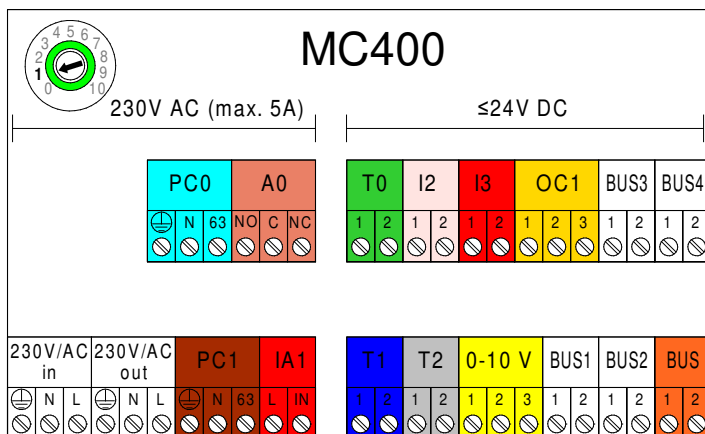 MC400
0 1 2 3 4 5 6 7 8 9 10
230V AC (max. 5A) ≤24V DC
PC0 A0 T0 I2 I3 OC1 BUS3 BUS4
N 63 NO C NC 1 2 1 2 1 2 1 2 3 1 2 1 2
230V/AC in 230V/AC out PC1 IA1 T1 T2 0-10 V BUS1 BUS2 BUS
N L N L N 63 L IN 1 2 1 2 1 2 3 1 2 1 2 1 2